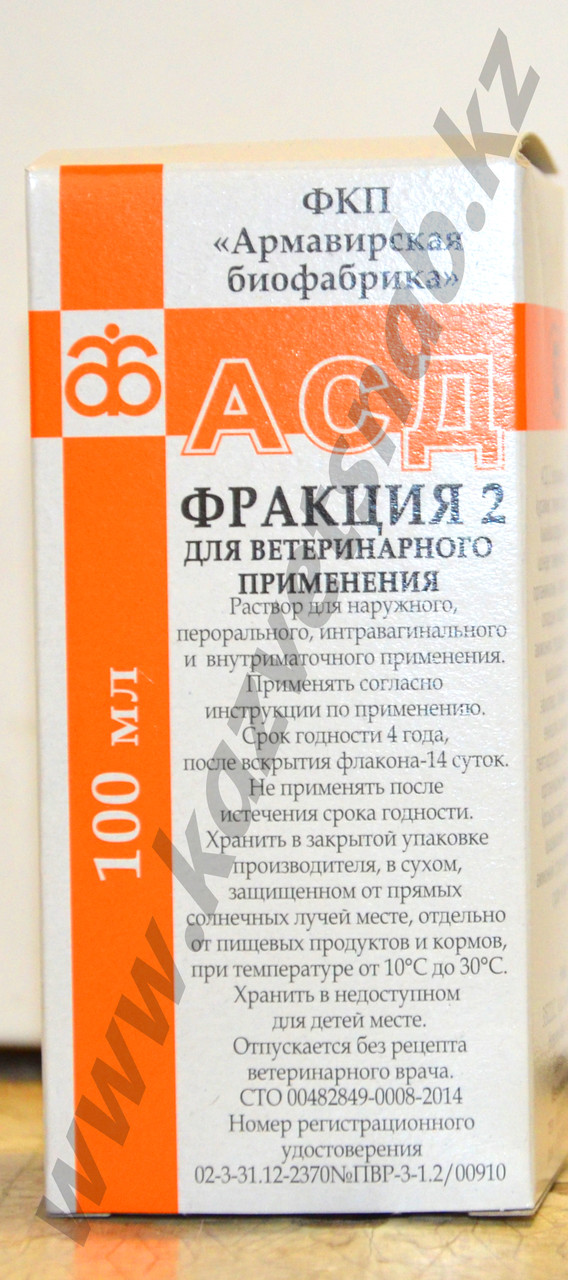 ФКП
«Армавирская
биофабрика»
АСД
ФРАКЦИЯ 2
ДЛЯ ВЕТЕРИНАРНОГО
ПРИМЕНЕНИЯ
Раствор для наружного,
перорального, интравагинального
и внутриматочного применения.
Применять согласно
инструкции по применению.
Срок годности 4 года,
после вскрытия флакона-14 суток.
Не применять после
истечения срока годности.
Хранить в закрытой упаковке
производителя, в сухом,
защищенном от прямых
солнечных лучей месте, отдельно
от пищевых продуктов и кормов,
при температуре от 10°С до 30°С.
Хранить в недоступном
для детей месте.
Отпускается без рецепта
ветеринарного врача.
СТО 00482849-0008-2014
Номер регистрационного
удостоверения
02-3-31.12-2370№ПВР-3-1.2/00910
100 мл
www.kazvetsnab.kz